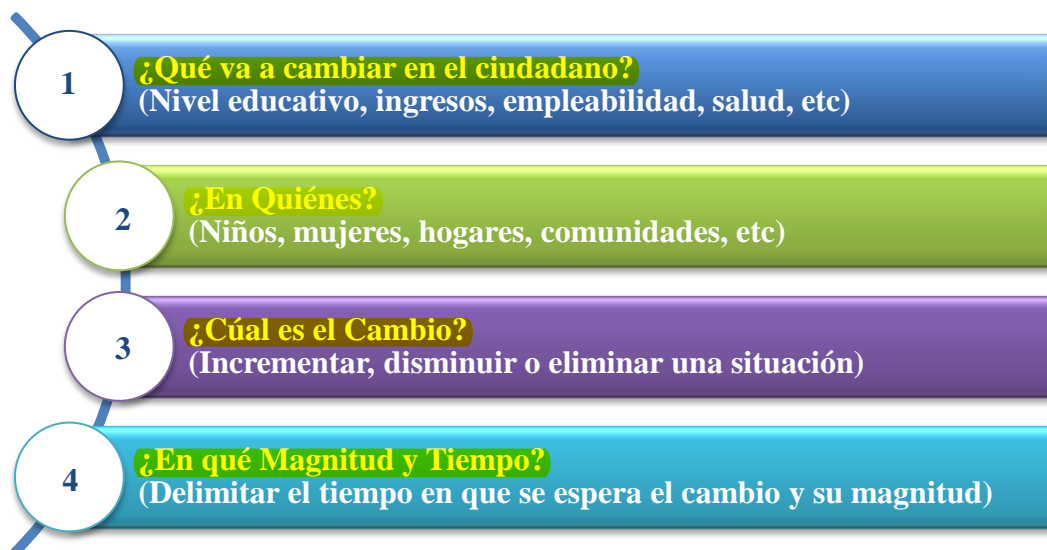 1
¿Qué va a cambiar en el ciudadano?
(Nivel educativo, ingresos, empleabilidad, salud, etc)
2
¿En Quiénes?
(Niños, mujeres, hogares, comunidades, etc)
3
¿Cúal es el Cambio?
(Incrementar, disminuir o eliminar una situación)
4
¿En qué Magnitud y Tiempo?
(Delimitar el tiempo en que se espera el cambio y su magnitud)